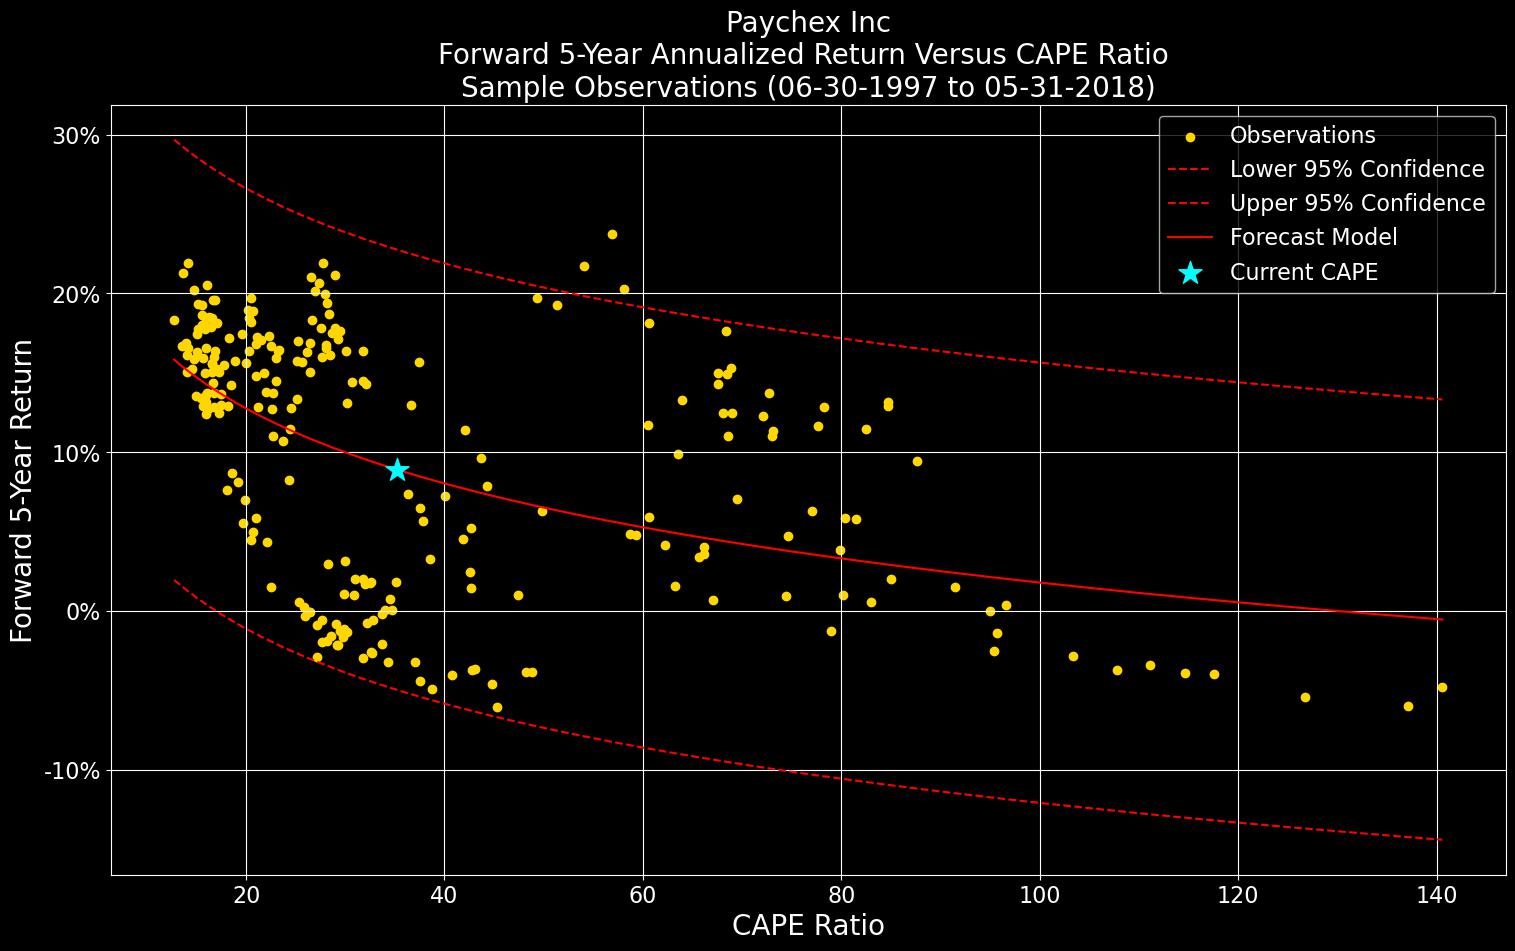 Paychex Inc
Forward 5-Year Annualized Return Versus CAPE Ratio
Sample Observations (06-30-1997 to 05-31-2018)
Observations
Lower 95% Confidence
Upper 95% Confidence
Forecast Model
Current CAPE
Forward 5-Year Return
30%
20%
10%
0%
-10%
20 40 60 80 100 120 140
CAPE Ratio